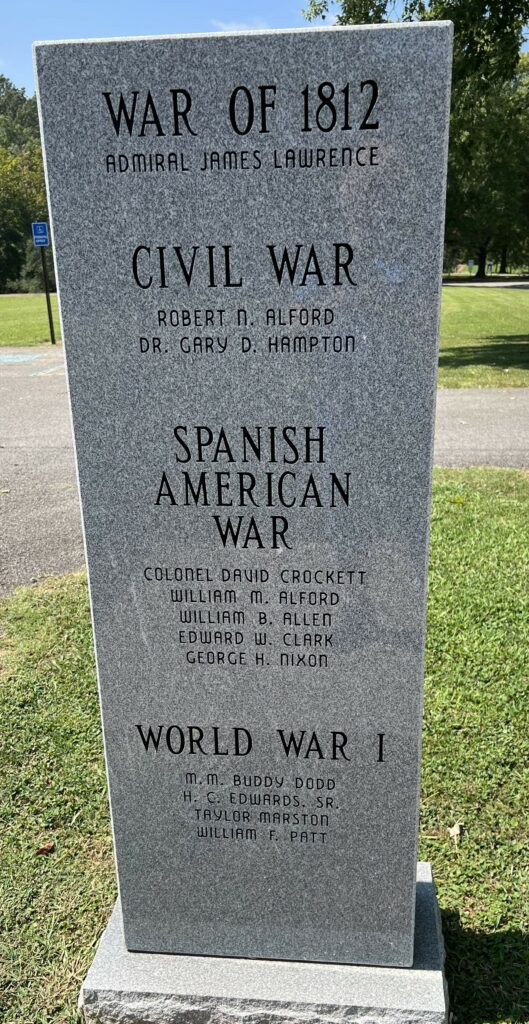 WAR OF 1812
ADMIRAL JAMES LAWRENCE
CIVIL WAR
ROBERT N. ALFORD
DR. GARY D. HAMPTON
SPANISH
AMERICAN
WAR
COLONEL DAVID CROCKETT
WILLIAM M. ALFORD
WILLIAM B. ALLEN
EDWARD W. CLARK
GEORGE H. NIXON
WORLD WAR I
M. M. BUDDY DODD
H. C. EDWARDS, SR.
TAYLOR MARSTON
WILLIAM F. PATT